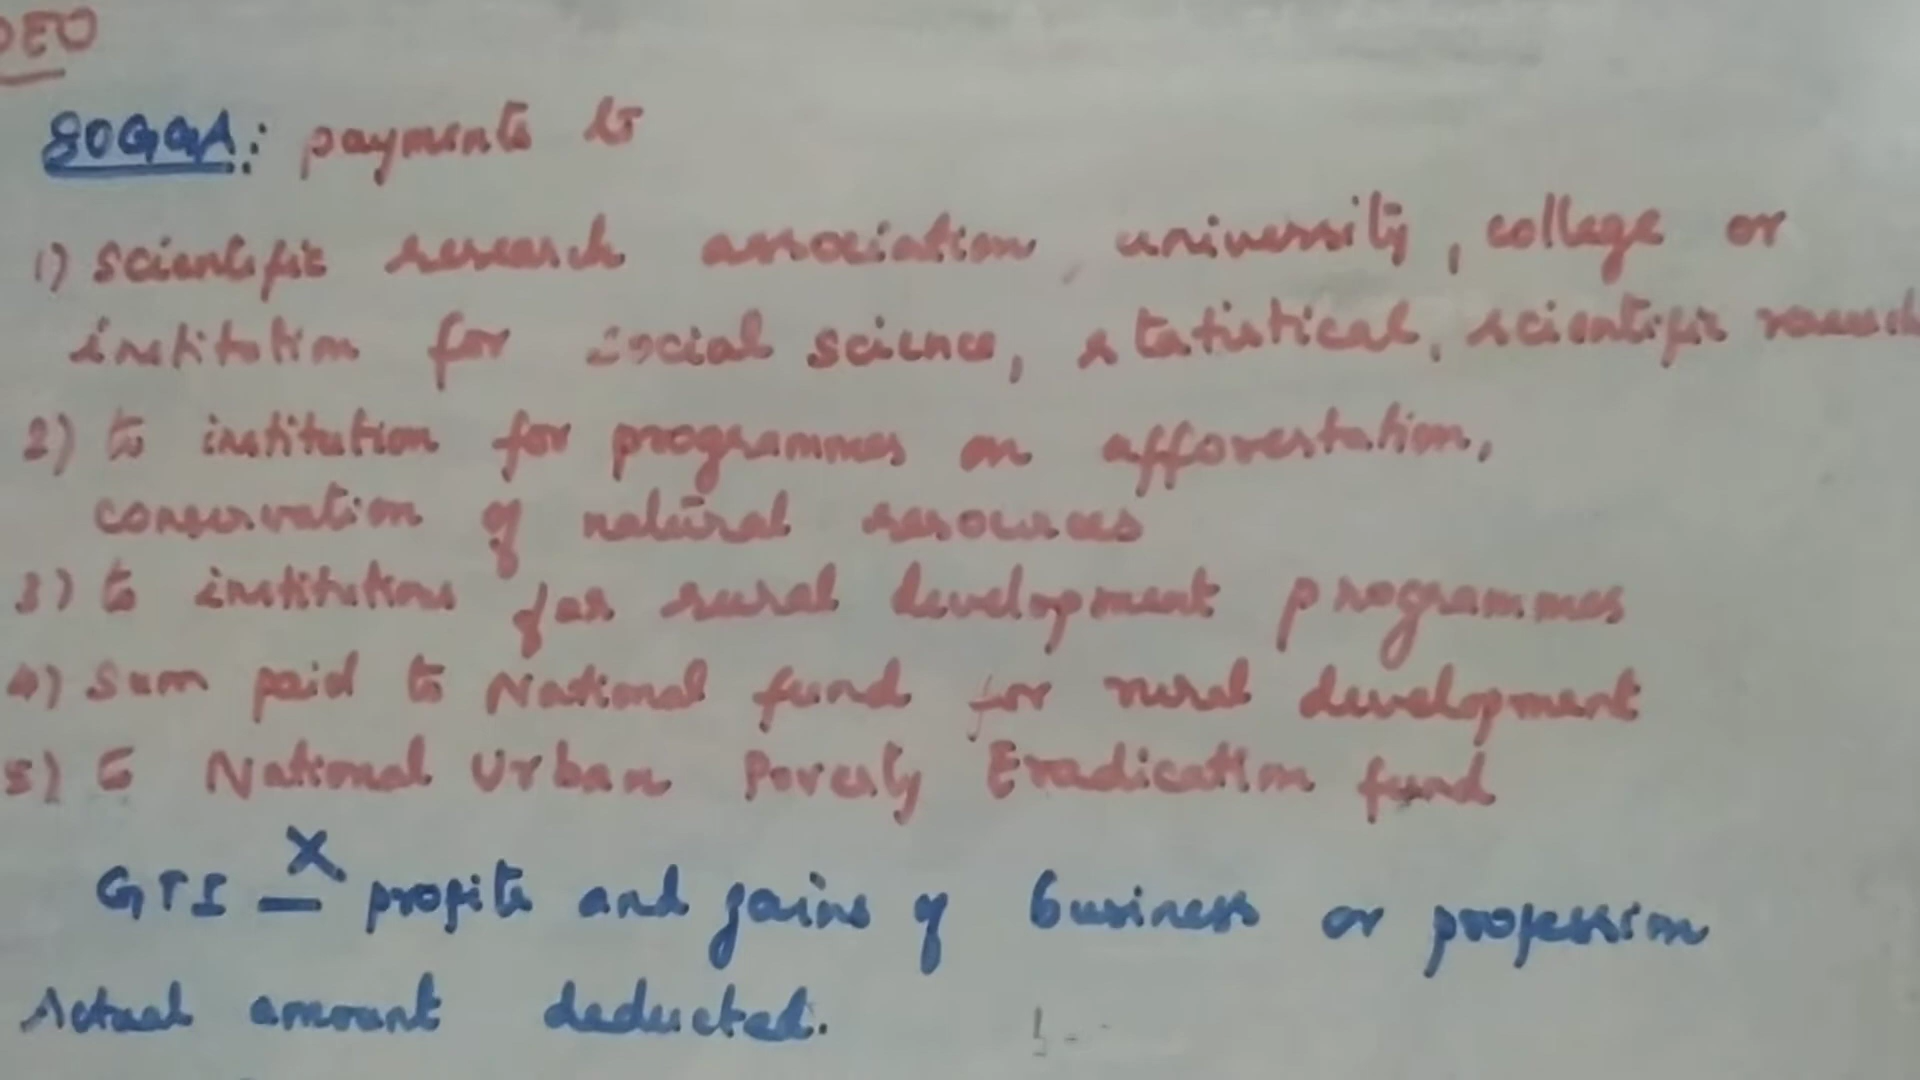 DEO
80GGA: payments to
1) scientific research association, university, college or
institution for social science, statistical, scientific research
2) to institution for programmes on afforestation,
conservation of natural resources
3) to institutions for rural development programmes
4) Sum paid to National fund for rural development
5) to National Urban Poverty Eradication fund
GTI — X profits and gains of business or profession
Actual amount deducted.